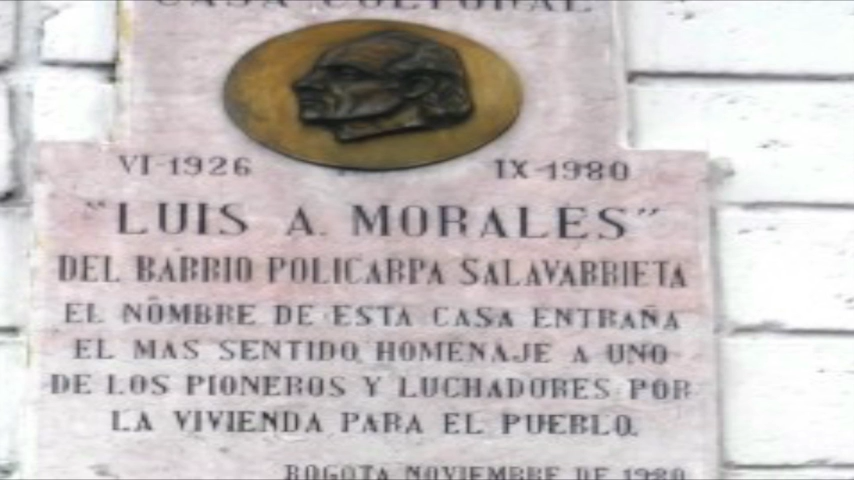 CASA CULTURAL
VI-1926 IX-1980
"LUIS A. MORALES"
DEL BARRIO POLICARPA SALAVARRIETA
EL NOMBRE DE ESTA CASA ENTRAÑA
EL MAS SENTIDO HOMENAJE A UNO
DE LOS PIONEROS Y LUCHADORES POR
LA VIVIENDA PARA EL PUEBLO.
BOGOTA NOVIEMBRE DE 1980